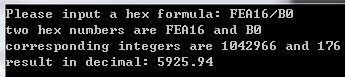 Please input a hex formula: FEA16/B0
two hex numbers are FEA16 and B0
corresponding integers are 1042966 and 176
result in decimal: 5925.94